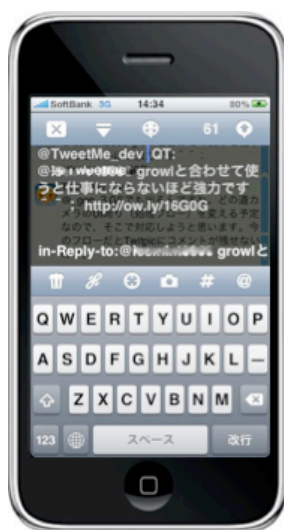 SoftBank 3G 14:34 80%
61
@TweetMe_dev QT:
growlと合わせて使
うと仕事にならないほど強力です
; http://ow.ly/16G0G
in-Reply-to:@ growlと
# @
Q W E R T Y U I O P
A S D F G H J K L –
Z X C V B N M
123 スペース 改行